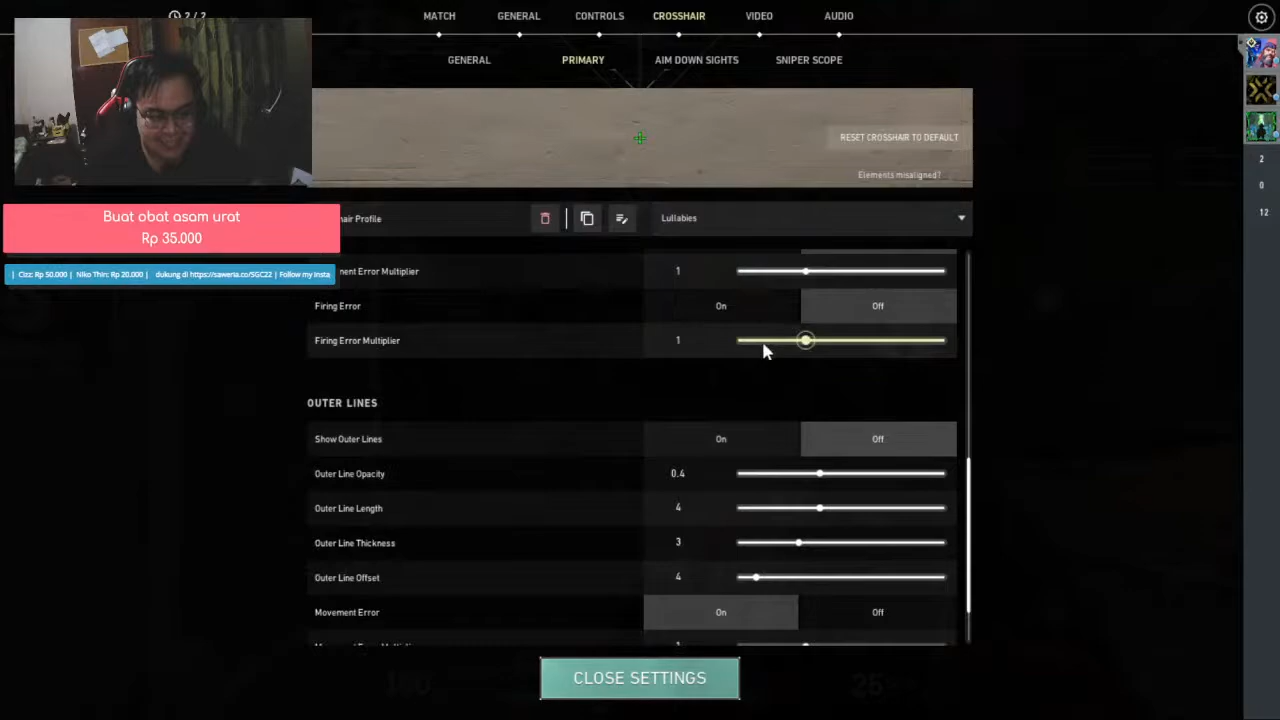 2 / 2
MATCH
GENERAL
CONTROLS
CROSSHAIR
VIDEO
AUDIO
GENERAL
PRIMARY
AIM DOWN SIGHTS
SNIPER SCOPE
RESET CROSSHAIR TO DEFAULT
Elements misaligned?
Buat obat asam urat
Rp 35.000
hair Profile
Lullabies
| Cizz: Rp 50.000 | Niko Thin: Rp 20.000 | dukung di https://saweria.co/SGC22 | Follow my insta
ment Error Multiplier 1
Firing Error On Off
Firing Error Multiplier 1
OUTER LINES
Show Outer Lines On Off
Outer Line Opacity 0.4
Outer Line Length 4
Outer Line Thickness 3
Outer Line Offset 4
Movement Error On Off
CLOSE SETTINGS
2
0
12